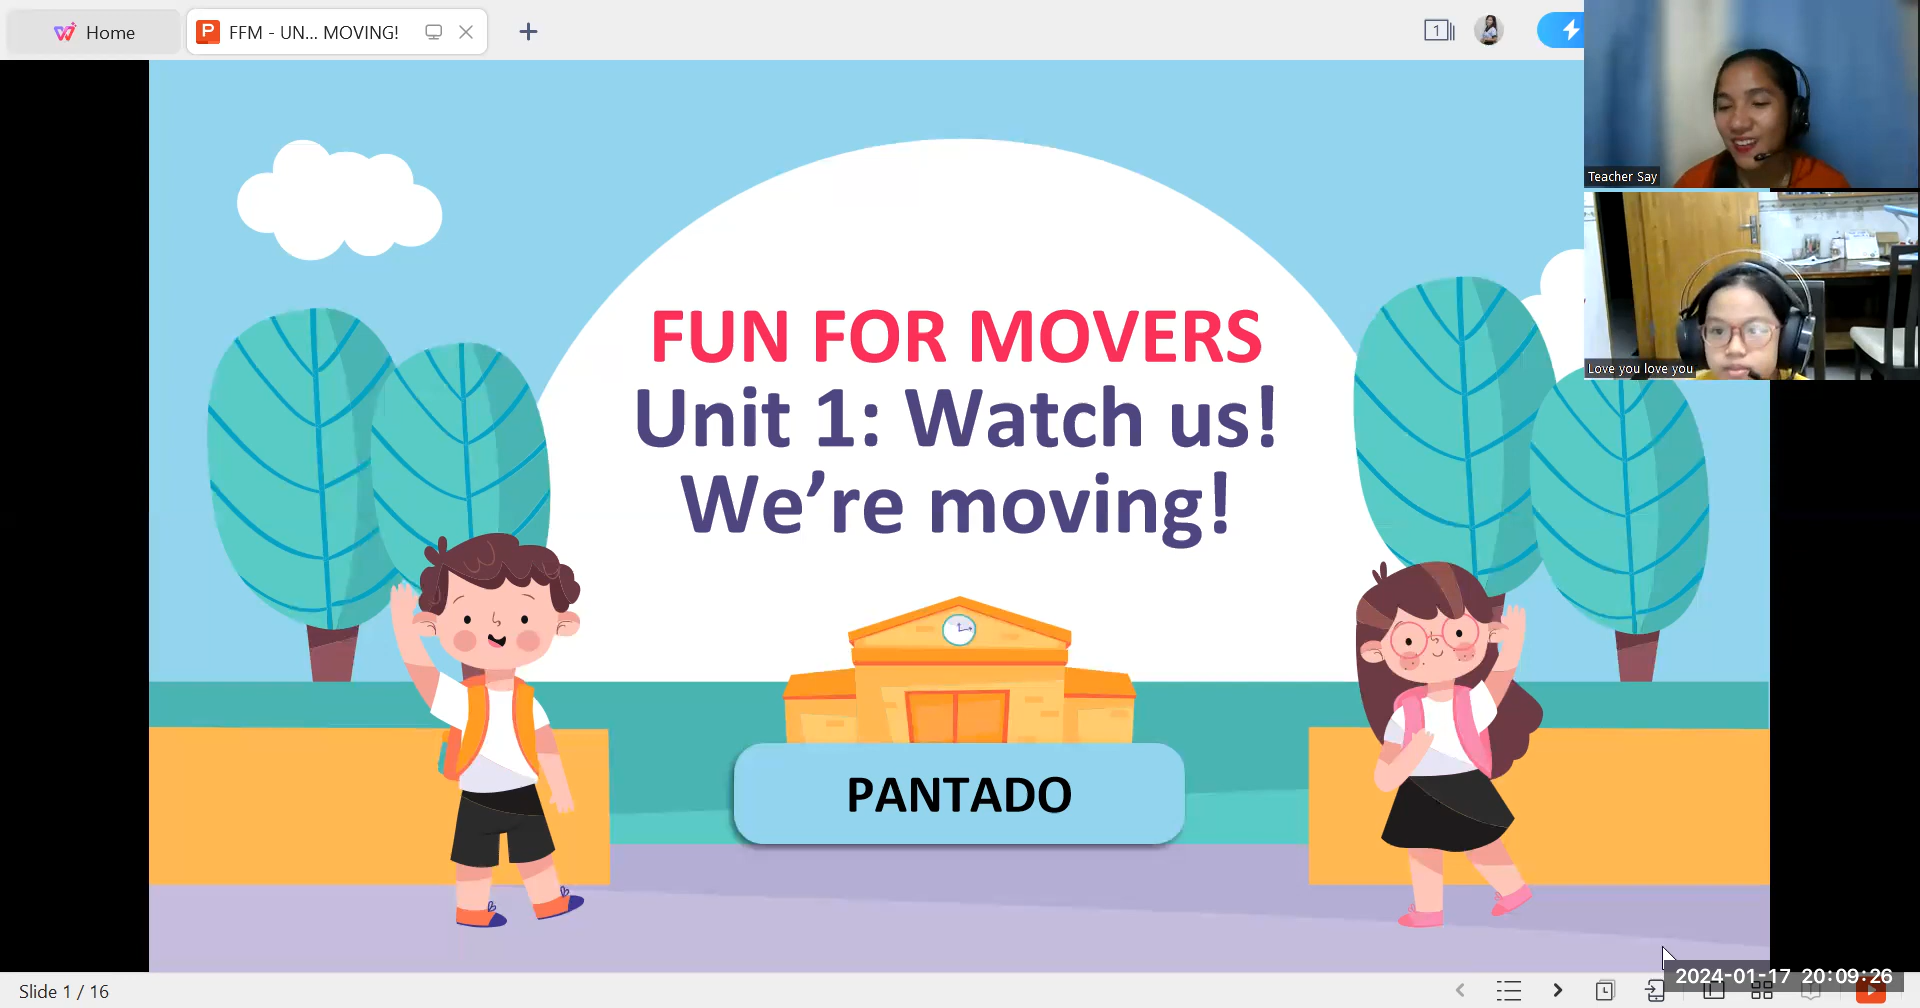 Home
FFM - UN... MOVING!
1
Teacher Say
Love you love you
FUN FOR MOVERS
Unit 1: Watch us!
We’re moving!
PANTADO
Slide 1 / 16
2024-01-17 20:09:26